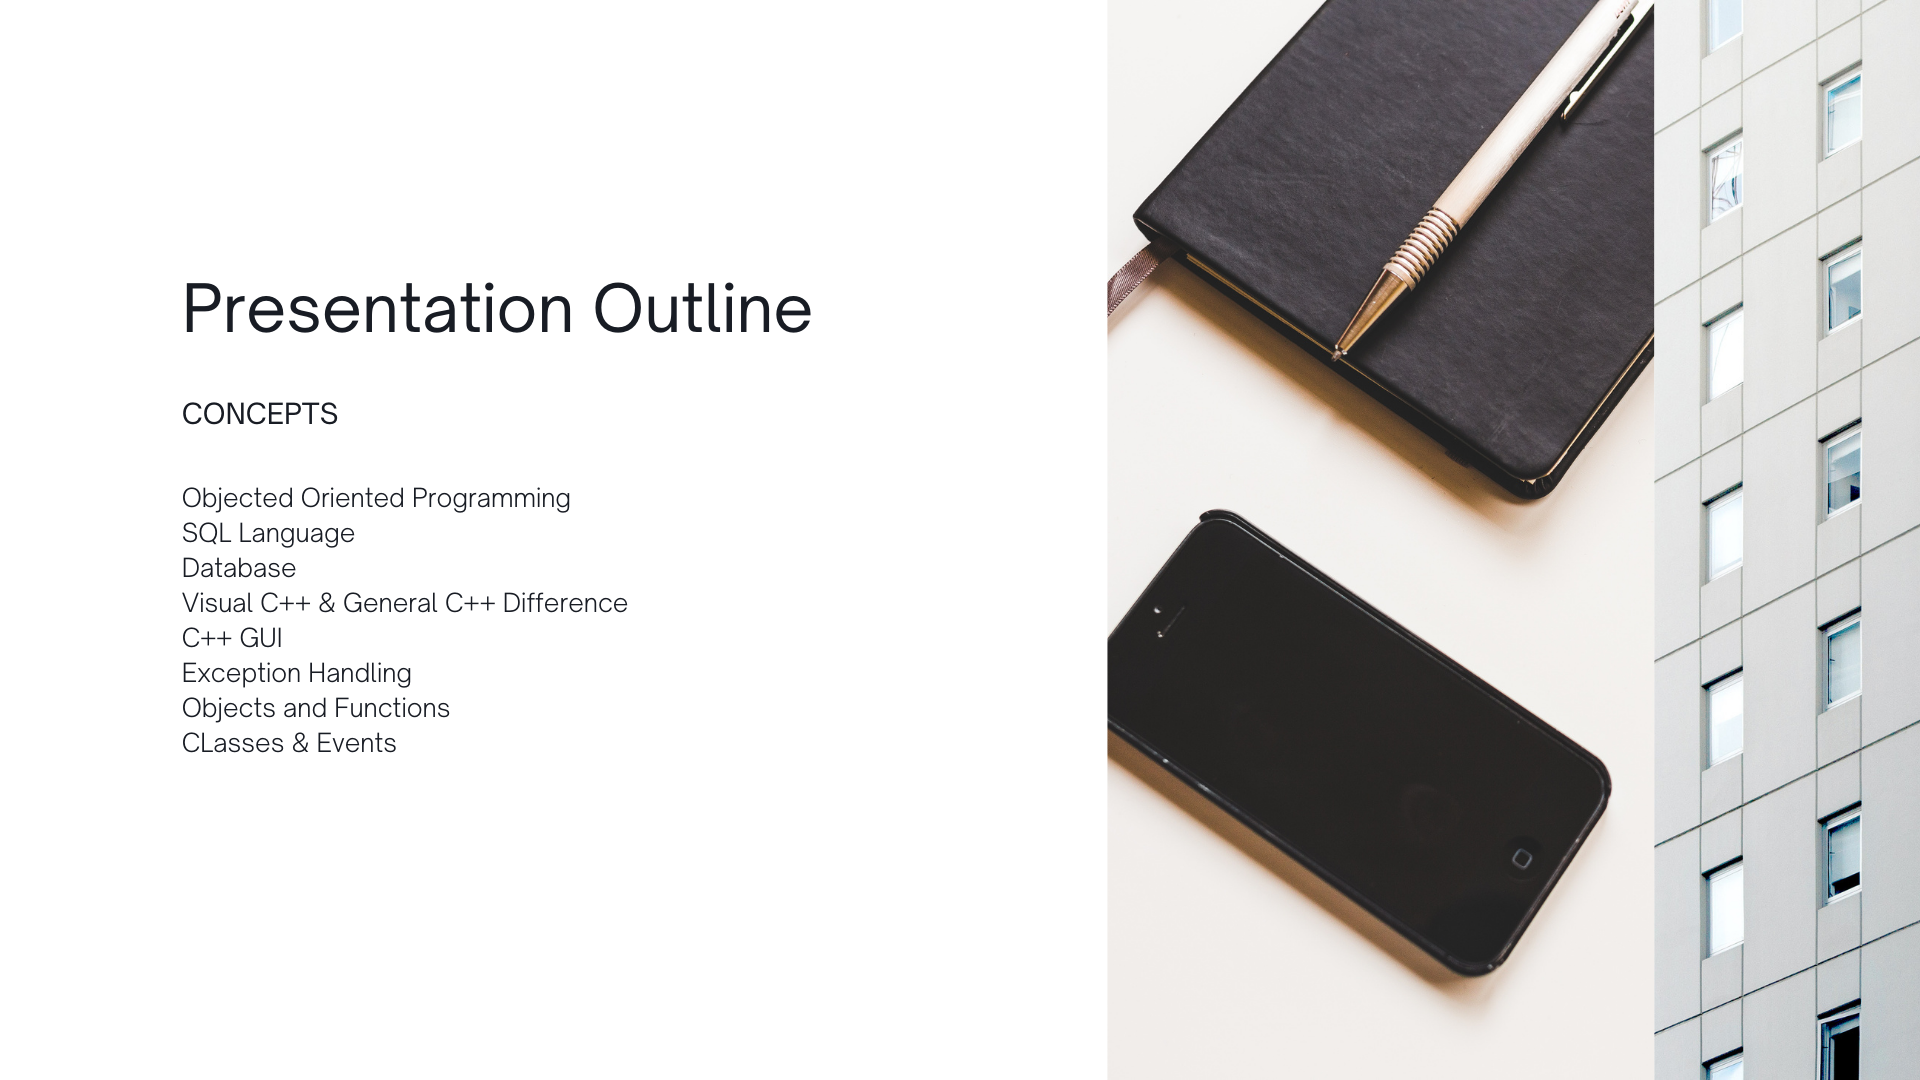 Presentation Outline
CONCEPTS
Objected Oriented Programming
SQL Language
Database
Visual C++ & General C++ Difference
C++ GUI
Exception Handling
Objects and Functions
CLasses & Events